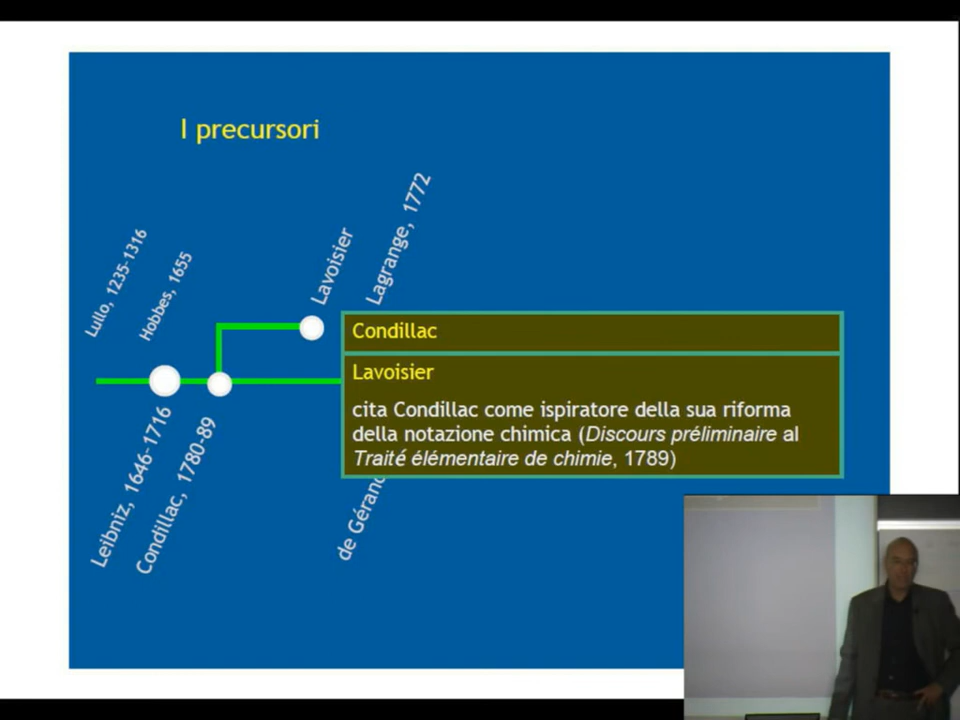 I precursori
Lullo, 1235-1316
Hobbes, 1655
Lavoisier
Lagrange, 1772
Condillac
Lavoisier
cita Condillac come ispiratore della sua riforma
della notazione chimica (Discours préliminaire al
Traité élémentaire de chimie, 1789)
Leibniz, 1646-1716
Condillac, 1780-89
de